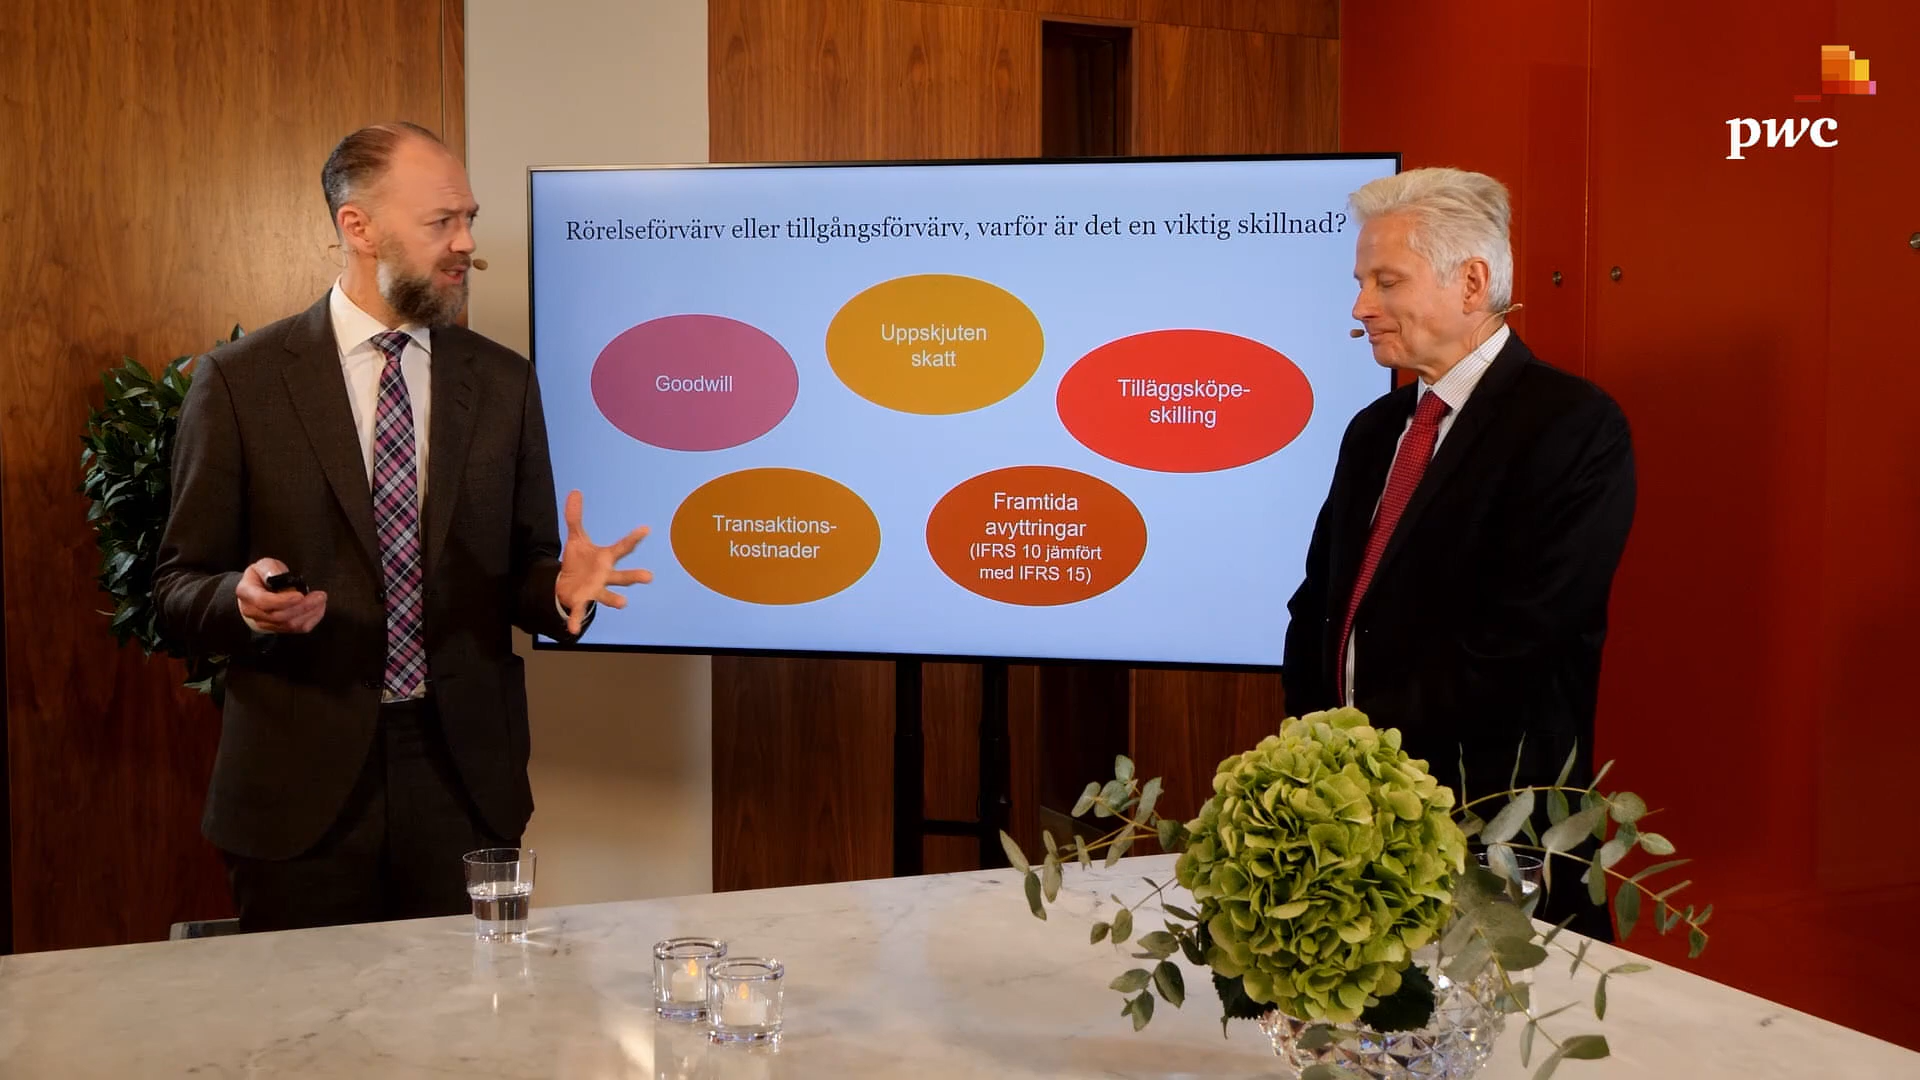 pwc
Rörelseförvärv eller tillgångsförvärv, varför är det en viktig skillnad?
Goodwill
Uppskjuten
skatt
Tilläggsköpe-
skilling
Transaktions-
kostnader
Framtida
avyttringar
(IFRS 10 jämfört
med IFRS 15)